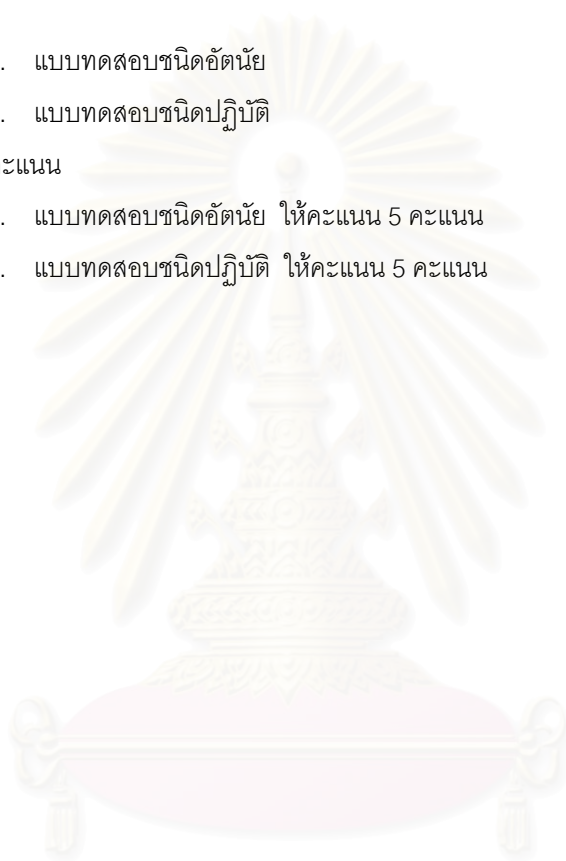 . แบบทดสอบชนิดอัตนัย
. แบบทดสอบชนิดปฏิบัติ
ะแนน
. แบบทดสอบชนิดอัตนัย ให้คะแนน 5 คะแนน
. แบบทดสอบชนิดปฏิบัติ ให้คะแนน 5 คะแนน